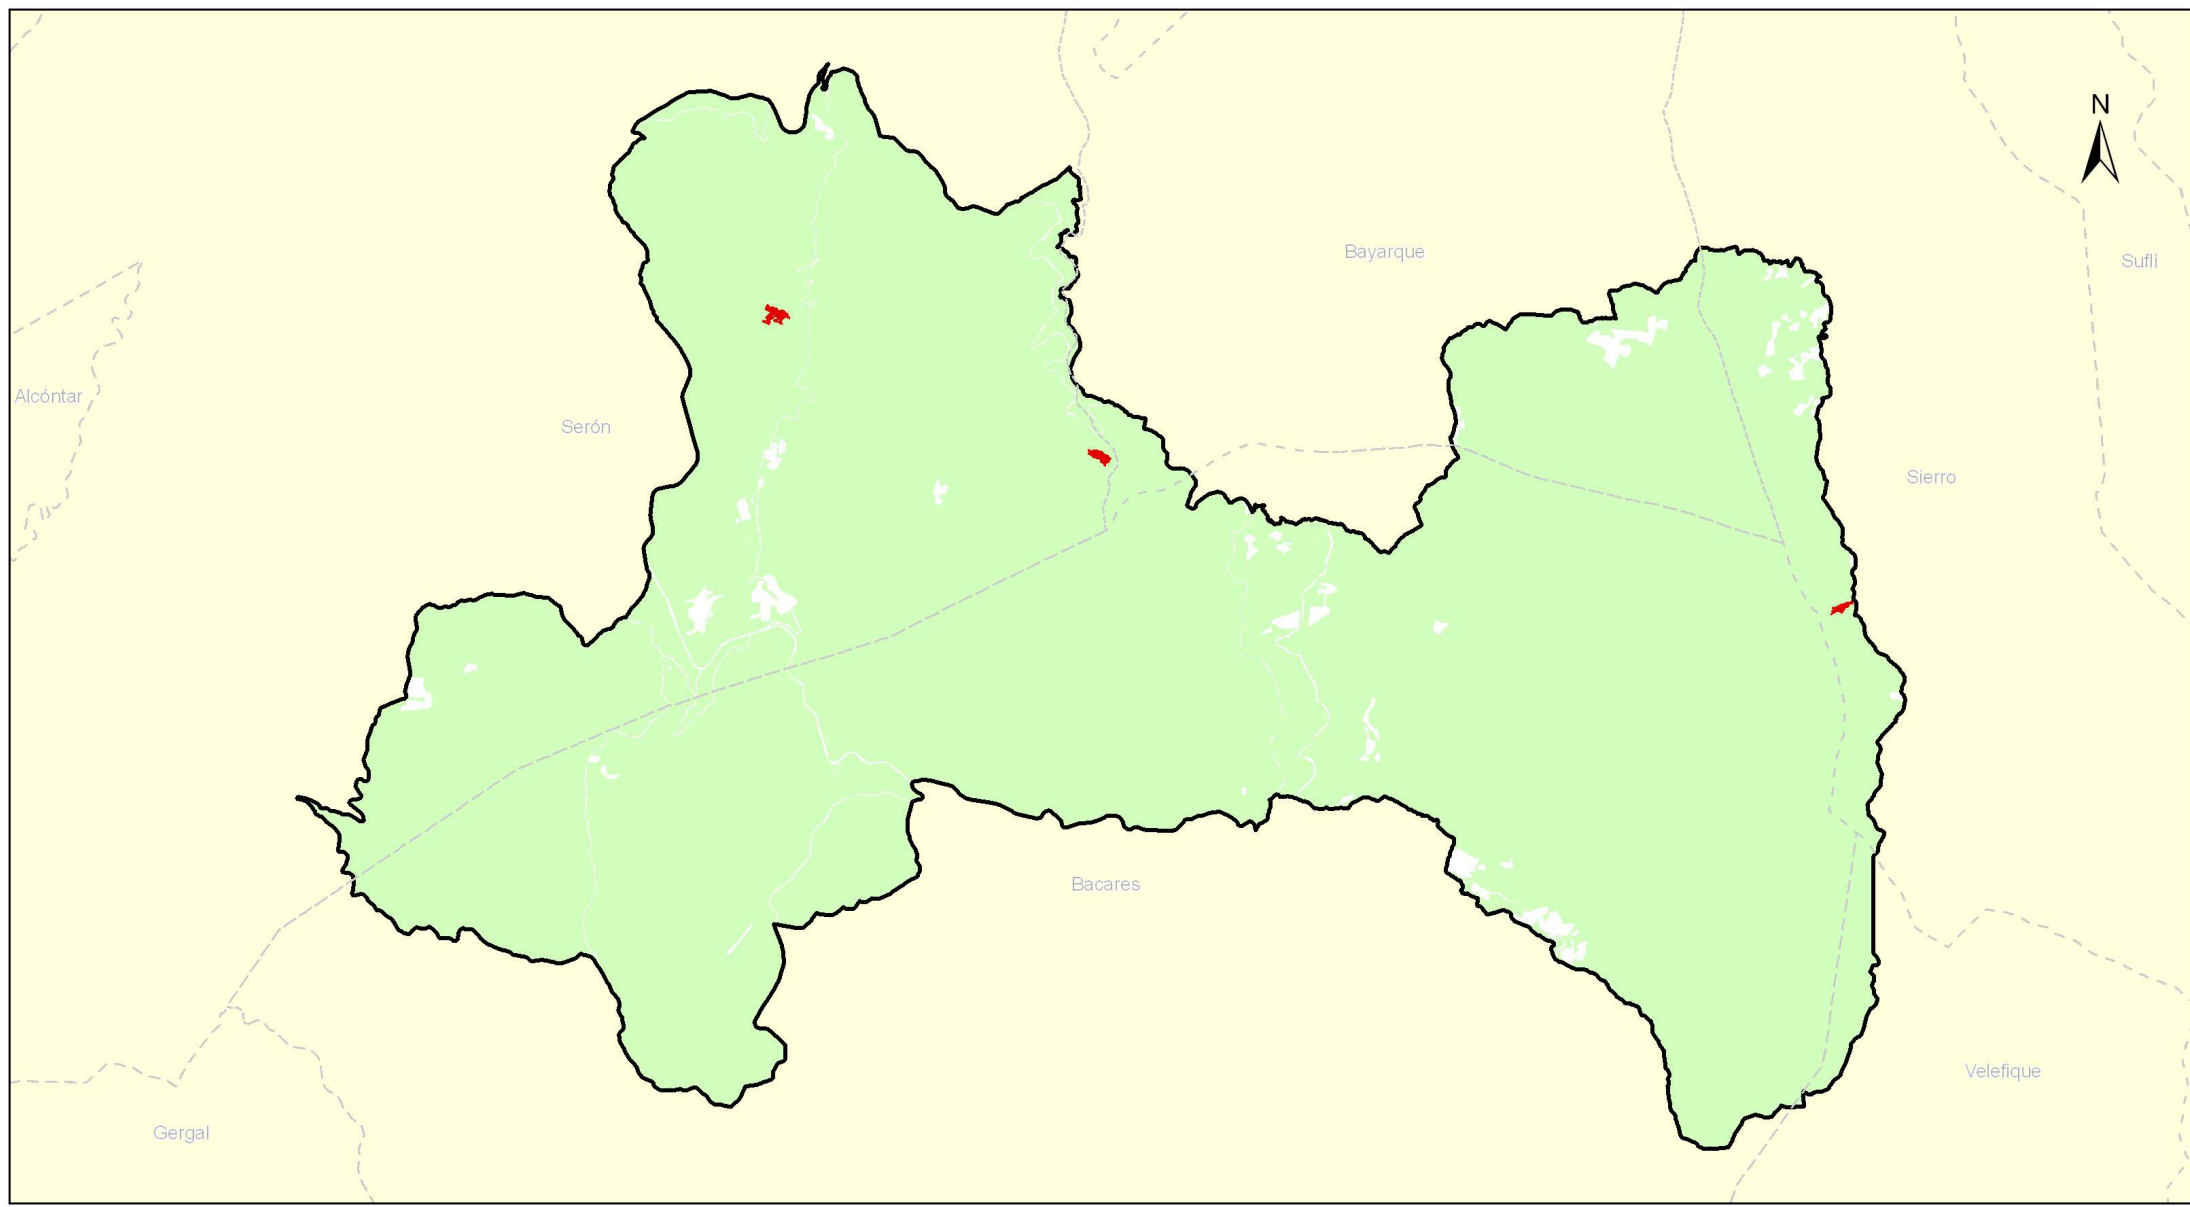 N
Bayarque
Suflí
Alcóntar
Serón
Sierro
Bacares
Velefique
Gergal